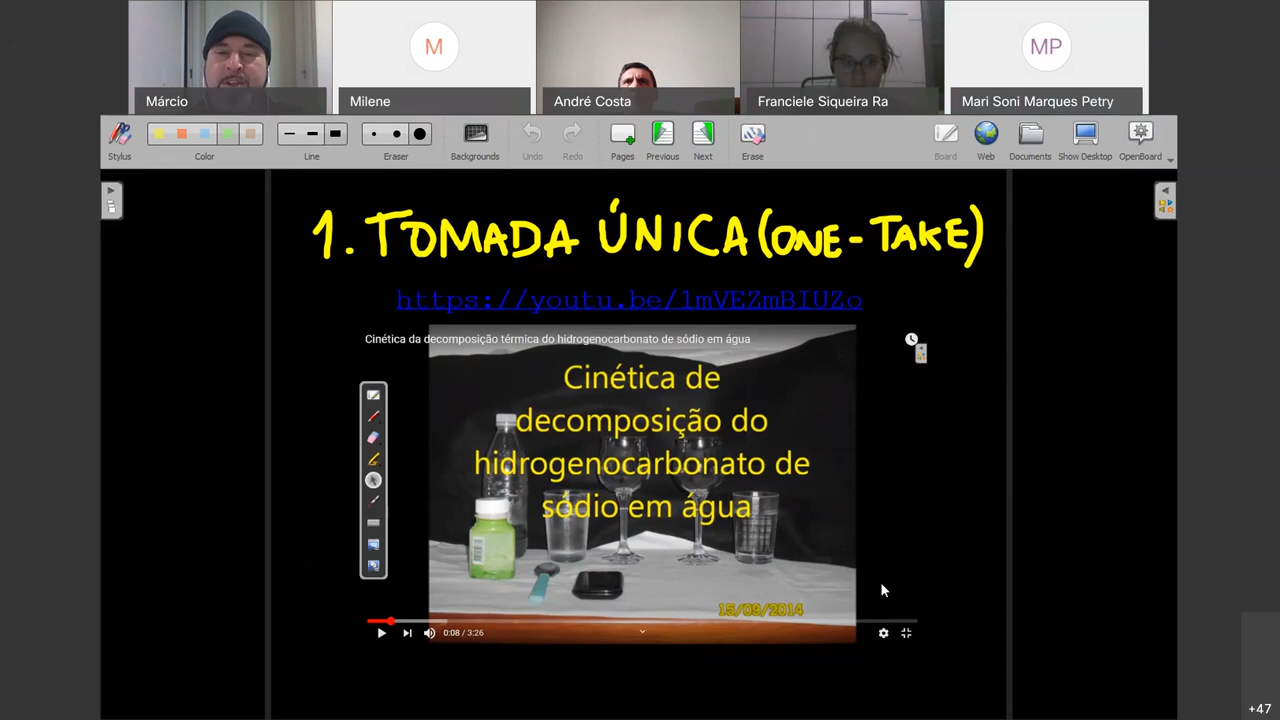 M
MP
Márcio
Milene
André Costa
Franciele Siqueira Ra
Mari Soni Marques Petry
Stylus
Color
Line
Eraser
Backgrounds
Undo
Redo
Pages
Previous
Next
Erase
Board
Web
Documents
Show Desktop
OpenBoard
1. TOMADA ÚNICA (ONE-TAKE)
https://youtu.be/1mVEZmBIUZo
Cinética da decomposição térmica do hidrogenocarbonato de sódio em água
Cinética de
decomposição do
hidrogenocarbonato de
sódio em água
15/09/2014
0:08 / 3:26
+47